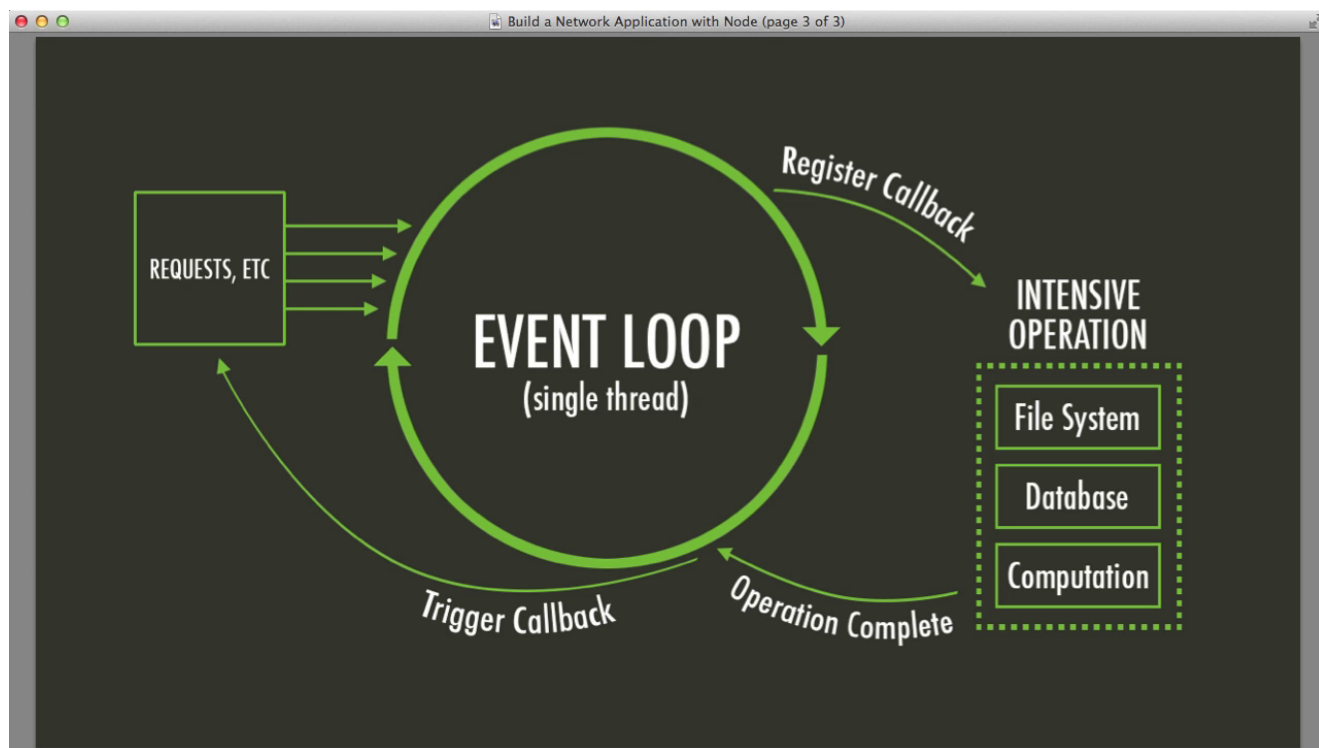 Build a Network Application with Node (page 3 of 3)
Register Callback
REQUESTS, ETC
EVENT LOOP
(single thread)
INTENSIVE
OPERATION
File System
Database
Computation
Operation Complete
Trigger Callback